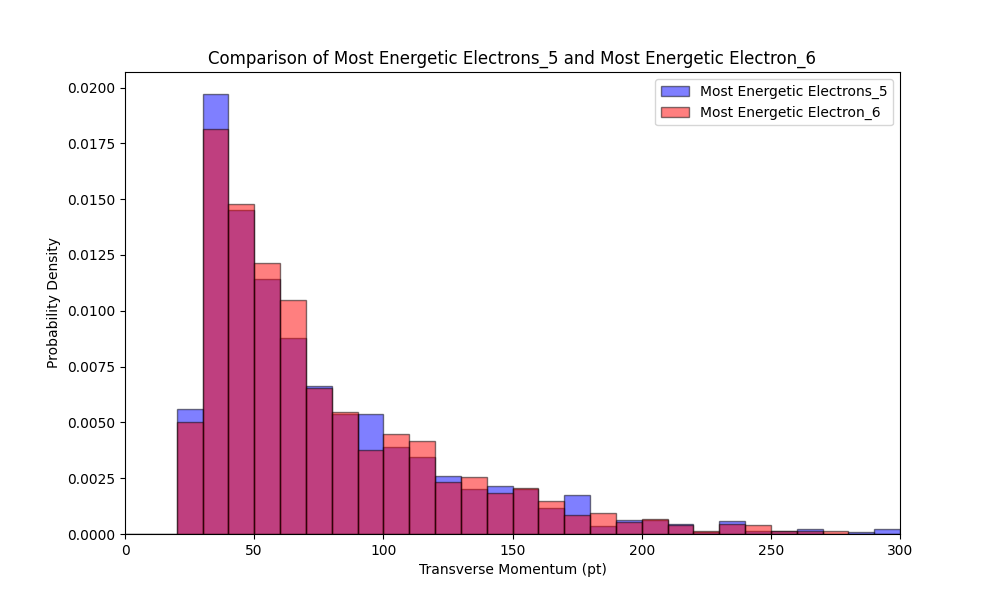 Comparison of Most Energetic Electrons_5 and Most Energetic Electron_6
Most Energetic Electrons_5
Most Energetic Electron_6
Probability Density
0.0200
0.0175
0.0150
0.0125
0.0100
0.0075
0.0050
0.0025
0.0000
0 50 100 150 200 250 300
Transverse Momentum (pt)